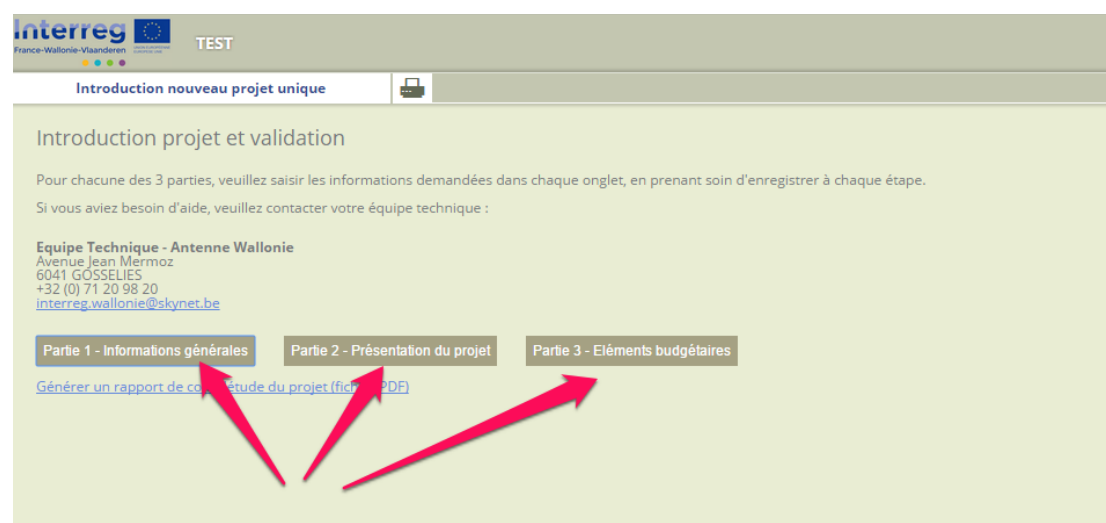 Interreg
France-Wallonie-Vlaanderen
TEST
Introduction nouveau projet unique
Introduction projet et validation
Pour chacune des 3 parties, veuillez saisir les informations demandées dans chaque onglet, en prenant soin d'enregistrer à chaque étape.
Si vous aviez besoin d'aide, veuillez contacter votre équipe technique :
Equipe Technique - Antenne Wallonie
Avenue Jean Mermoz
6041 GOSSELIES
+32 (0) 71 20 98 20
interreg.wallonie@skynet.be
Partie 1 - Informations générales
Partie 2 - Présentation du projet
Partie 3 - Eléments budgétaires
Générer un rapport de étude du projet PDF)